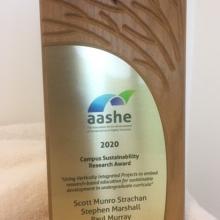 aashe
2020
Campus Sustainability
Research Award
"Using Vertically Integrated Projects to embed
research-based education for sustainable
development in undergraduate curricula"
Scott Munro Strachan
Stephen Marshall
Paul Murray